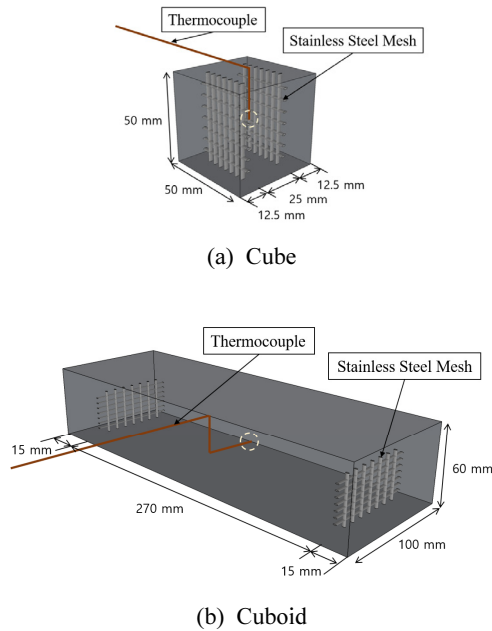 Thermocouple
Stainless Steel Mesh
50 mm
50 mm
12.5 mm
25 mm
12.5 mm
(a) Cube
Thermocouple
Stainless Steel Mesh
15 mm
270 mm
15 mm
100 mm
60 mm
(b) Cuboid